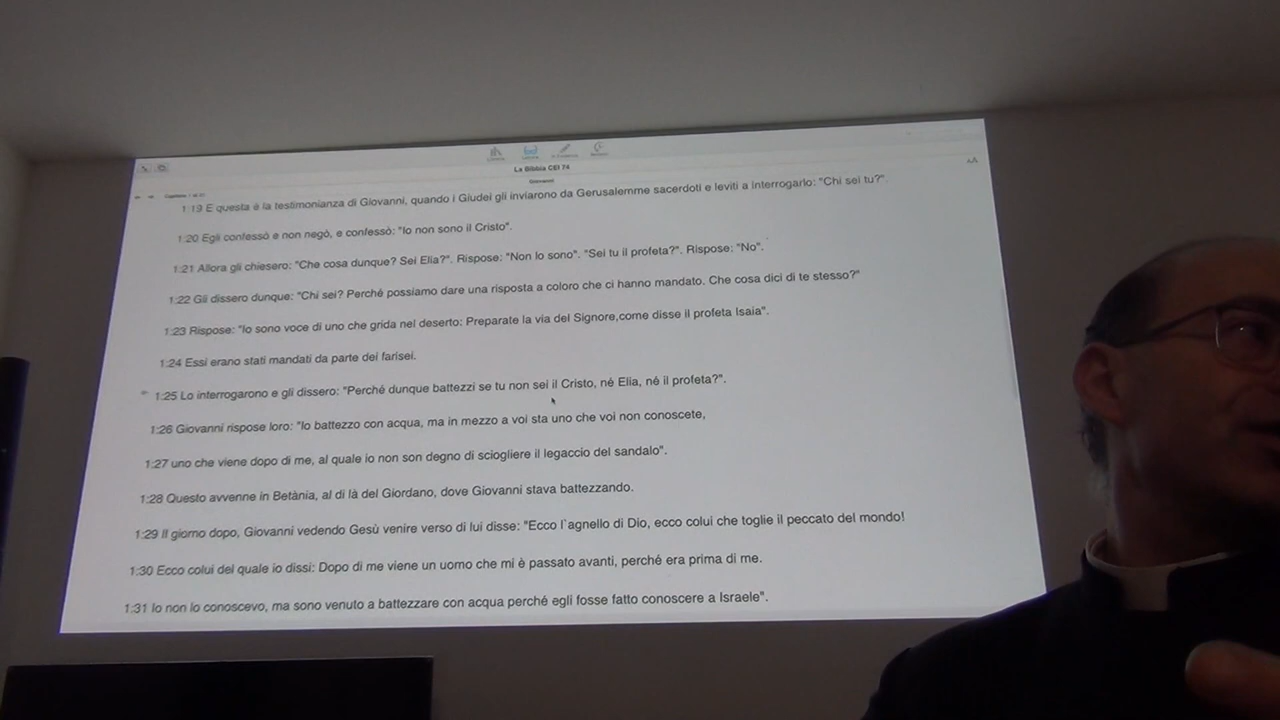 La Bibbia CEI 74
Giovanni
1:19 E questa è la testimonianza di Giovanni, quando i Giudei gli inviarono da Gerusalemme sacerdoti e leviti a interrogarlo: "Chi sei tu?".
1:20 Egli confessò e non negò, e confessò: "Io non sono il Cristo".
1:21 Allora gli chiesero: "Che cosa dunque? Sei Elia?". Rispose: "Non lo sono". "Sei tu il profeta?". Rispose: "No".
1:22 Gli dissero dunque: "Chi sei? Perché possiamo dare una risposta a coloro che ci hanno mandato. Che cosa dici di te stesso?"
1:23 Rispose: "Io sono voce di uno che grida nel deserto: Preparate la via del Signore,come disse il profeta Isaia".
1:24 Essi erano stati mandati da parte dei farisei.
1:25 Lo interrogarono e gli dissero: "Perché dunque battezzi se tu non sei il Cristo, né Elia, né il profeta?".
1:26 Giovanni rispose loro: "Io battezzo con acqua, ma in mezzo a voi sta uno che voi non conoscete,
1:27 uno che viene dopo di me, al quale io non son degno di sciogliere il legaccio del sandalo".
1:28 Questo avvenne in Betània, al di là del Giordano, dove Giovanni stava battezzando.
1:29 Il giorno dopo, Giovanni vedendo Gesù venire verso di lui disse: "Ecco l`agnello di Dio, ecco colui che toglie il peccato del mondo!
1:30 Ecco colui del quale io dissi: Dopo di me viene un uomo che mi è passato avanti, perché era prima di me.
1:31 Io non lo conoscevo, ma sono venuto a battezzare con acqua perché egli fosse fatto conoscere a Israele".